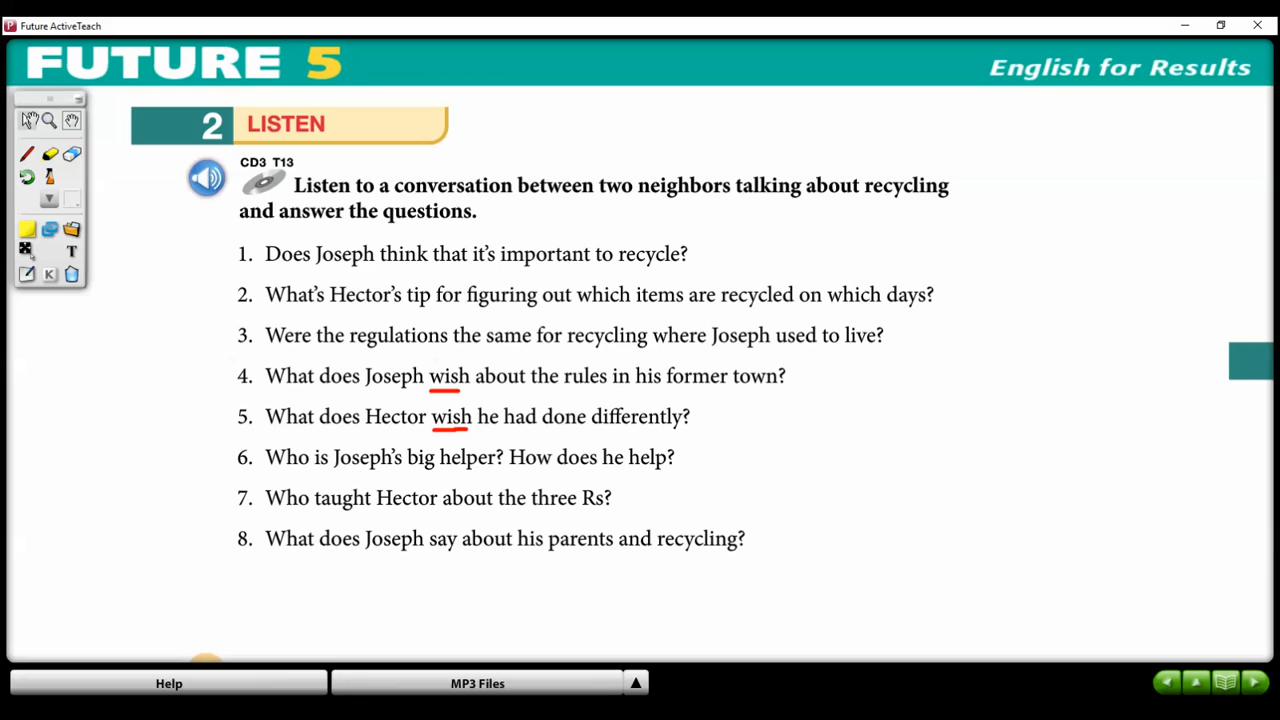 Future ActiveTeach
FUTURE 5
English for Results
2 LISTEN
CD3 T13
Listen to a conversation between two neighbors talking about recycling
and answer the questions.
1. Does Joseph think that it’s important to recycle?
2. What’s Hector’s tip for figuring out which items are recycled on which days?
3. Were the regulations the same for recycling where Joseph used to live?
4. What does Joseph wish about the rules in his former town?
5. What does Hector wish he had done differently?
6. Who is Joseph’s big helper? How does he help?
7. Who taught Hector about the three Rs?
8. What does Joseph say about his parents and recycling?
T
K
Help
MP3 Files